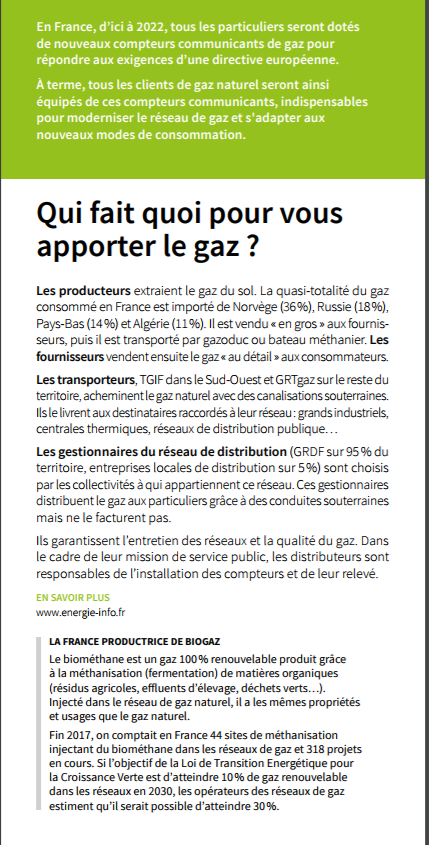 En France, d'ici à 2022, tous les particuliers seront dotés
de nouveaux compteurs communicants de gaz pour
répondre aux exigences d'une directive européenne.
À terme, tous les clients de gaz naturel seront ainsi
équipés de ces compteurs communicants, indispensables
pour moderniser le réseau de gaz et s'adapter aux
nouveaux modes de consommation.
Qui fait quoi pour vous
apporter le gaz ?
Les producteurs extraient le gaz du sol. La quasi-totalité du gaz
consommé en France est importé de Norvège (36%), Russie (18%),
Pays-Bas (14%) et Algérie (11%). Il est vendu « en gros » aux fournis-
seurs, puis il est transporté par gazoduc ou bateau méthanier. Les
fournisseurs vendent ensuite le gaz « au détail » aux consommateurs.
Les transporteurs, TGIF dans le Sud-Ouest et GRTgaz sur le reste du
territoire, acheminent le gaz naturel avec des canalisations souterraines.
Ils le livrent aux destinataires raccordés à leur réseau : grands industriels,
centrales thermiques, réseaux de distribution publique…
Les gestionnaires du réseau de distribution (GRDF sur 95% du
territoire, entreprises locales de distribution sur 5%) sont choisis
par les collectivités à qui appartiennent ce réseau. Ces gestionnaires
distribuent le gaz aux particuliers grâce à des conduites souterraines
mais ne le facturent pas.
Ils garantissent l'entretien des réseaux et la qualité du gaz. Dans
le cadre de leur mission de service public, les distributeurs sont
responsables de l'installation des compteurs et de leur relevé.
EN SAVOIR PLUS
www.energie-info.fr
LA FRANCE PRODUCTRICE DE BIOGAZ
Le biométhane est un gaz 100% renouvelable produit grâce
à la méthanisation (fermentation) de matières organiques
(résidus agricoles, effluents d'élevage, déchets verts…).
Injecté dans le réseau de gaz naturel, il a les mêmes propriétés
et usages que le gaz naturel.
Fin 2017, on comptait en France 44 sites de méthanisation
injectant du biométhane dans les réseaux de gaz et 318 projets
en cours. Si l'objectif de la Loi de Transition Energétique pour
la Croissance Verte est d'atteindre 10% de gaz renouvelable
dans les réseaux en 2030, les opérateurs des réseaux de gaz
estiment qu'il serait possible d'atteindre 30%.